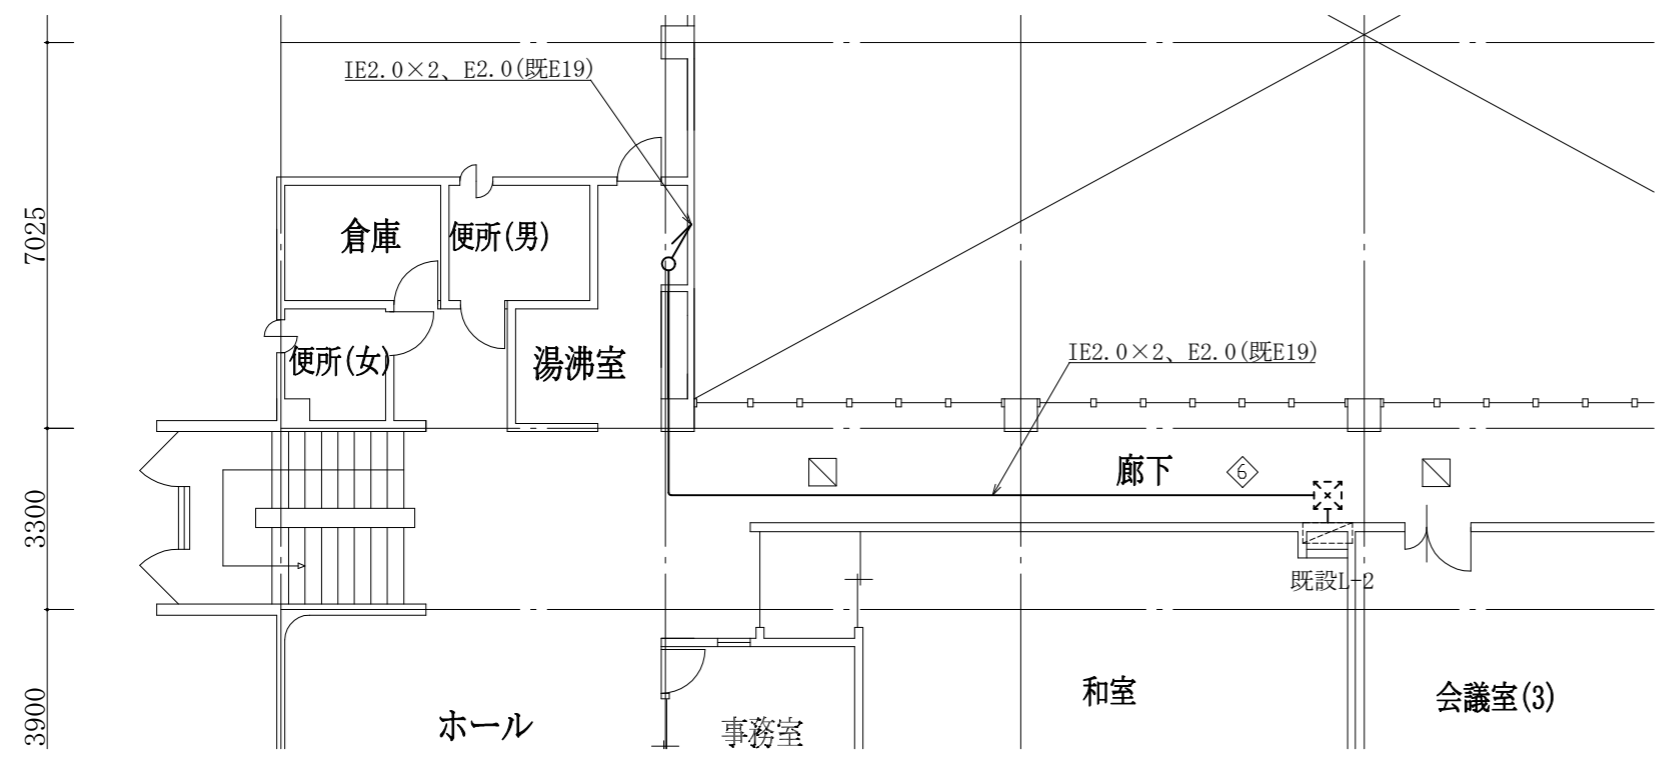 IE2.0×2、E2.0(既E19)
7025
倉庫
便所(男)
便所(女)
湯沸室
IE2.0×2、E2.0(既E19)
3300
廊下
6
既設L-2
3900
ホール
事務室
和室
会議室(3)